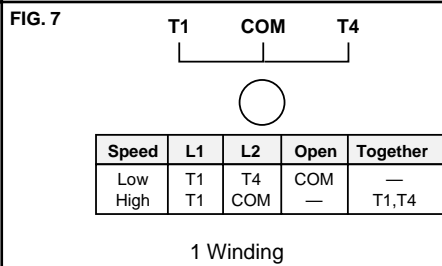 FIG. 7
T1 COM T4
Speed L1 L2 Open Together
Low T1 T4 COM —
High T1 COM — T1,T4
1 Winding